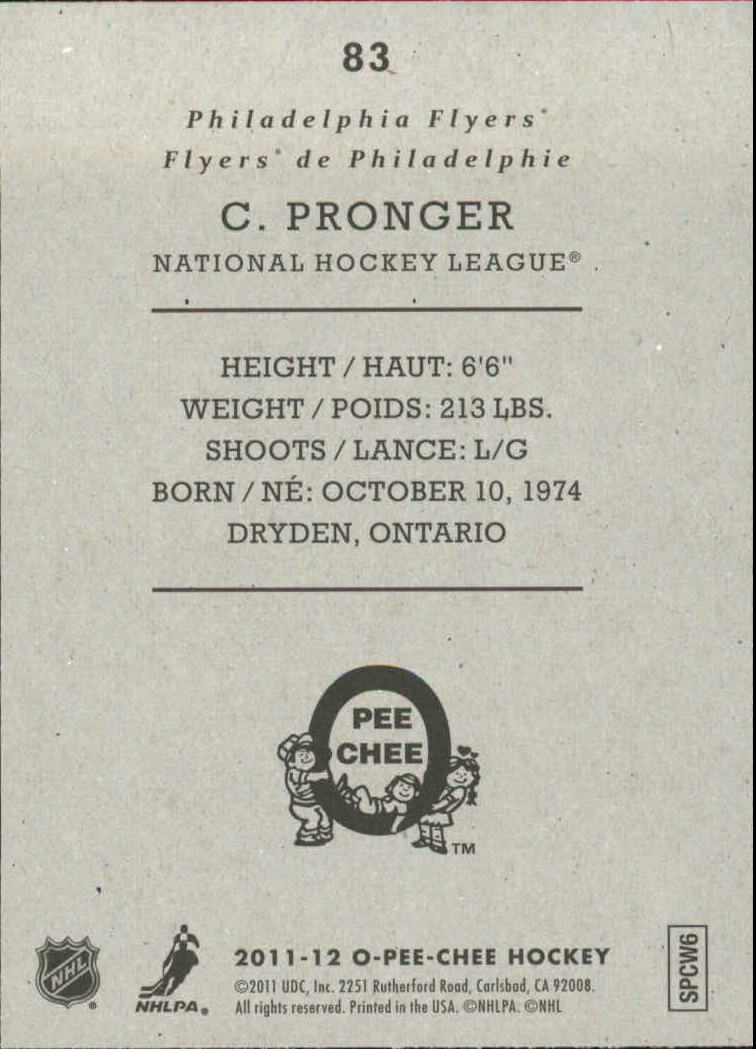 83
Philadelphia Flyers®
Flyers® de Philadelphie
C. PRONGER
NATIONAL HOCKEY LEAGUE®
HEIGHT / HAUT: 6'6"
WEIGHT / POIDS: 213 LBS.
SHOOTS / LANCE: L/G
BORN / NÉ: OCTOBER 10, 1974
DRYDEN, ONTARIO
O
PEE
CHEE
TM
NHL
®
NHLPA®
2011-12 O-PEE-CHEE HOCKEY
©2011 UDC, Inc. 2251 Rutherford Road, Carlsbad, CA 92008.
All rights reserved. Printed in the USA. ©NHLPA. ©NHL
SPCW6